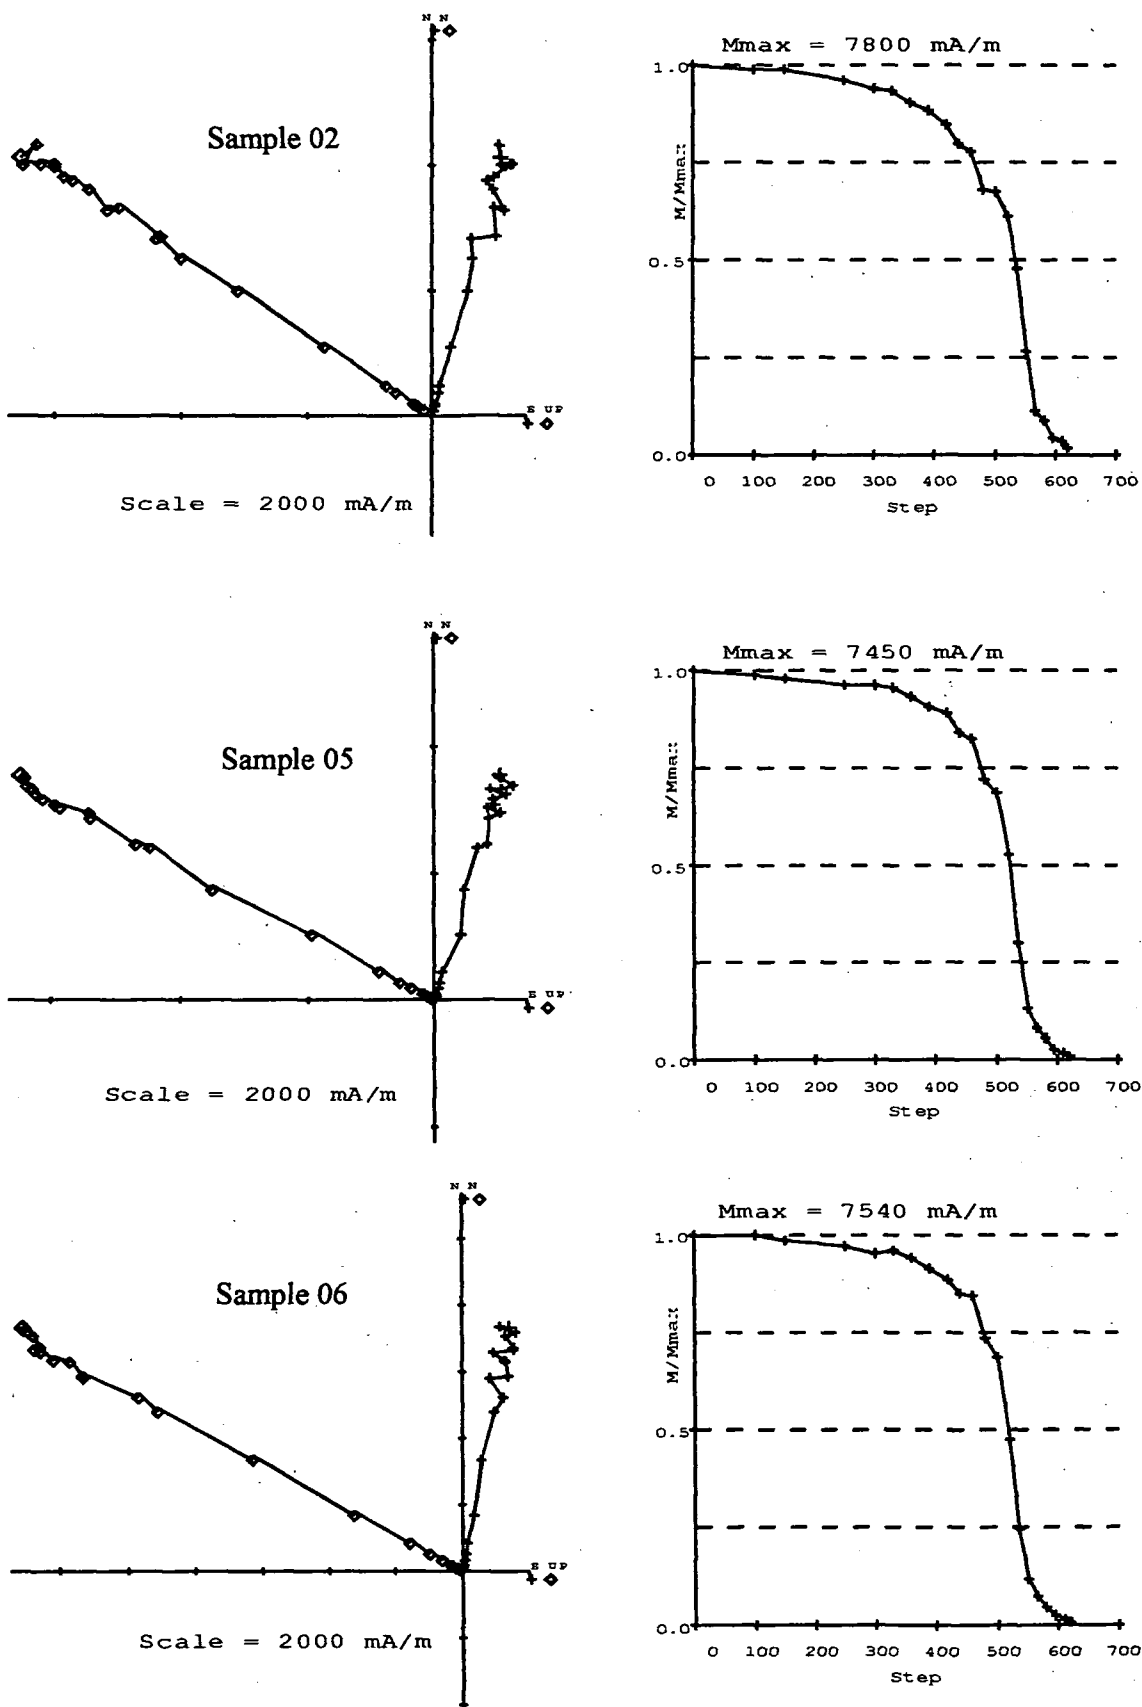 N N
Sample 02
E UP
Scale = 2000 mA/m
Mmax = 7800 mA/m
1.0
M/Mmax
0.5
0.0
0 100 200 300 400 500 600 700
Step
N N
Sample 05
E UP
Scale = 2000 mA/m
Mmax = 7450 mA/m
1.0
M/Mmax
0.5
0.0
0 100 200 300 400 500 600 700
Step
N N
Sample 06
E UP
Scale = 2000 mA/m
Mmax = 7540 mA/m
1.0
M/Mmax
0.5
0.0
0 100 200 300 400 500 600 700
Step